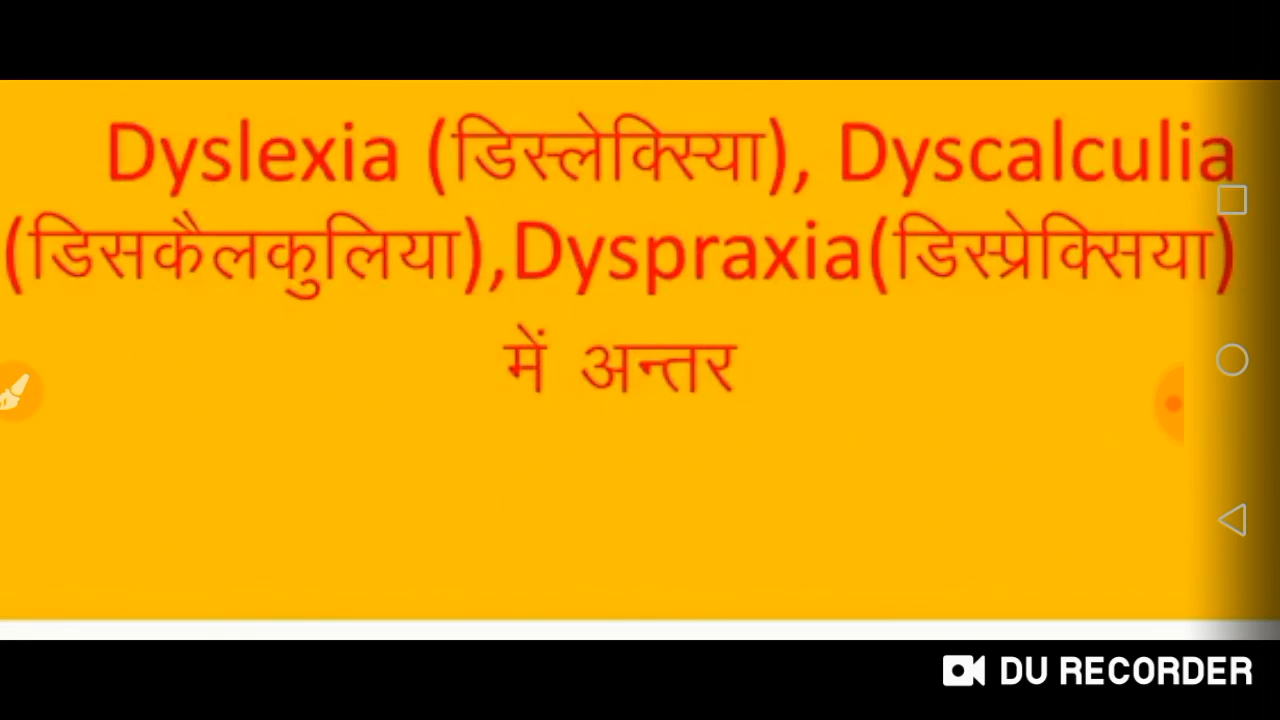 Dyslexia (डिस्लेक्स्यिा), Dyscalculia
(डिसकैलकुलिया),Dyspraxia(डिस्प्रेक्सिया)
में अन्तर
DU RECORDER